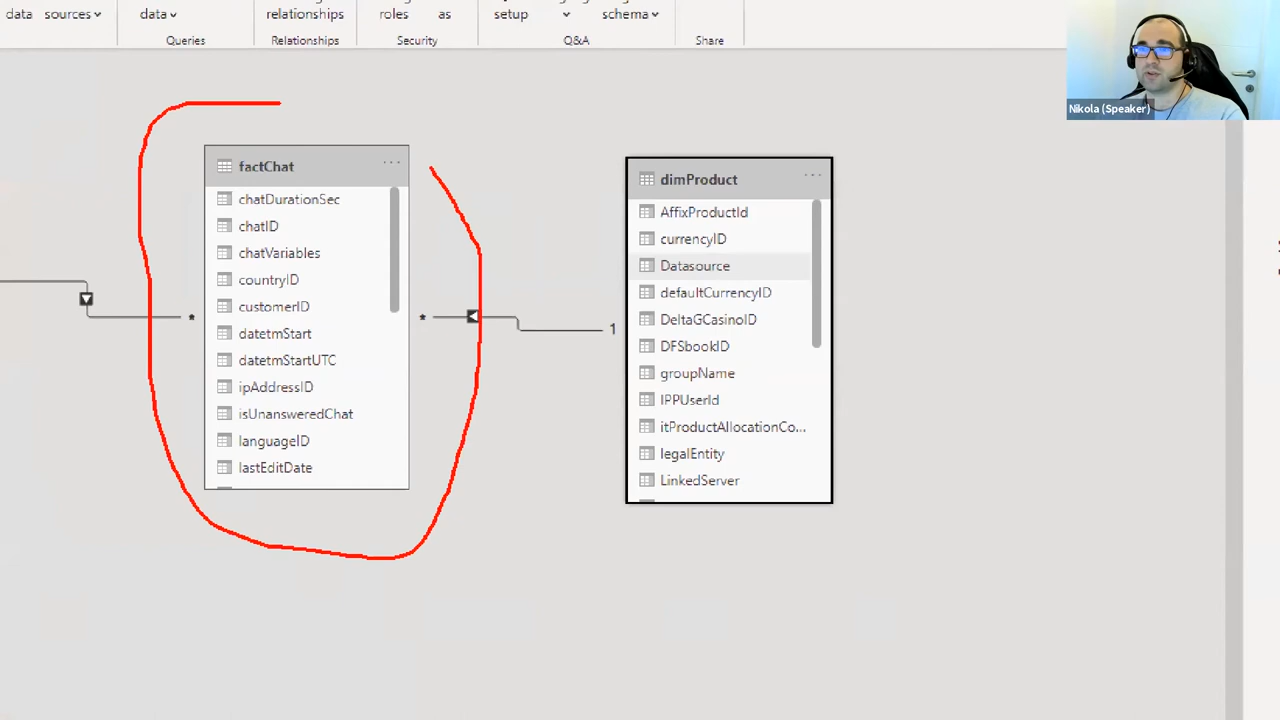 data sources
data
relationships
roles
as
setup
schema
Queries
Relationships
Security
Q&A
Share
Nikola (Speaker)
factChat
...
chatDurationSec
chatID
chatVariables
countryID
customerID
datetmStart
datetmStartUTC
ipAddressID
isUnansweredChat
languageID
lastEditDate
*
*
1
dimProduct
...
AffixProductId
currencyID
Datasource
defaultCurrencyID
DeltaGCasinoID
DFSbookID
groupName
IPPUserId
itProductAllocationCo...
legalEntity
LinkedServer